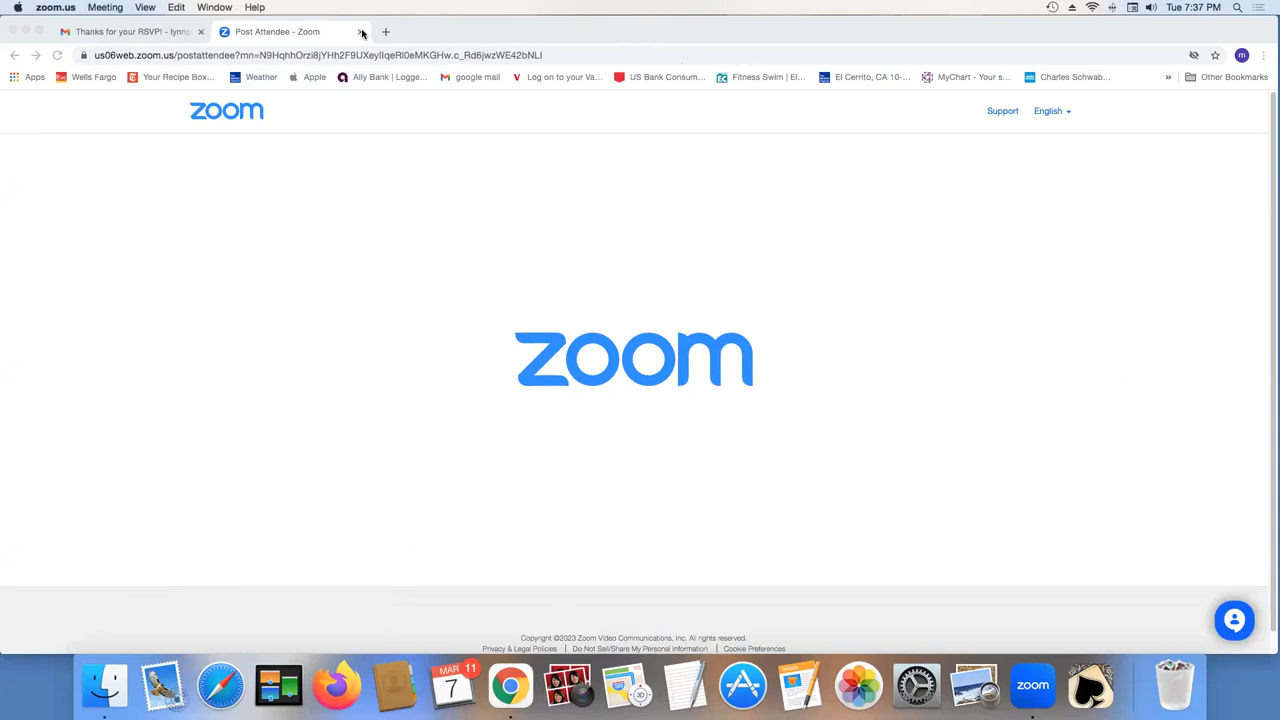 zoom.us Meeting View Edit Window Help Tue 7:37 PM
Thanks for your RSVP! - lynnp Post Attendee - Zoom
us06web.zoom.us/postattendee?mn=N9HqhhOrzi8jYHh2F9UXeyIlqeRl0eMKGHw.c_Rd6jwzWE42bNLI
Apps Wells Fargo Your Recipe Box... Weather Apple Ally Bank | Logge... google mail Log on to your Va... US Bank Consum... Fitness Swim | El... El Cerrito, CA 10-... MyChart - Your s... Charles Schwab... » Other Bookmarks
zoom Support English
zoom
Copyright ©2023 Zoom Video Communications, Inc. All rights reserved.
Privacy & Legal Policies Do Not Sell/Share My Personal Information Cookie Preferences
MAR 11
7
PAGES
zoom